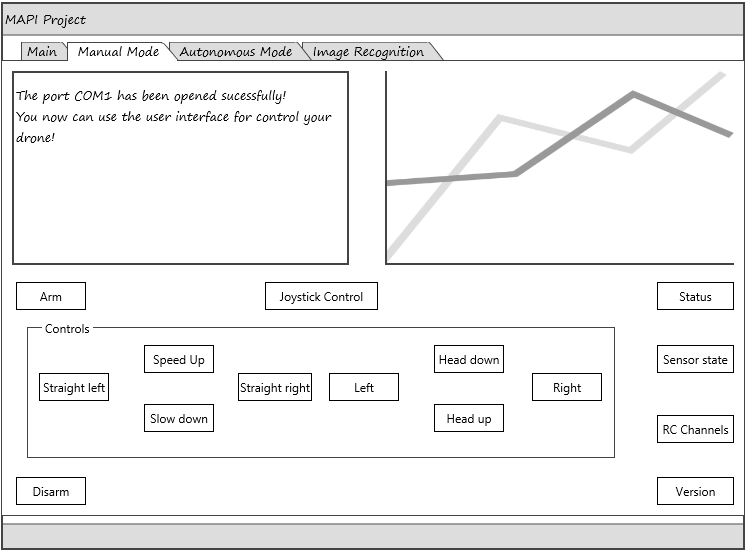 MAPI Project
Main
Manual Mode
Autonomous Mode
Image Recognition
The port COM1 has been opened sucessfully!
You now can use the user interface for control your
drone!
Arm
Joystick Control
Status
Controls
Speed Up
Head down
Sensor state
Straight left
Straight right
Left
Right
Slow down
Head up
RC Channels
Disarm
Version